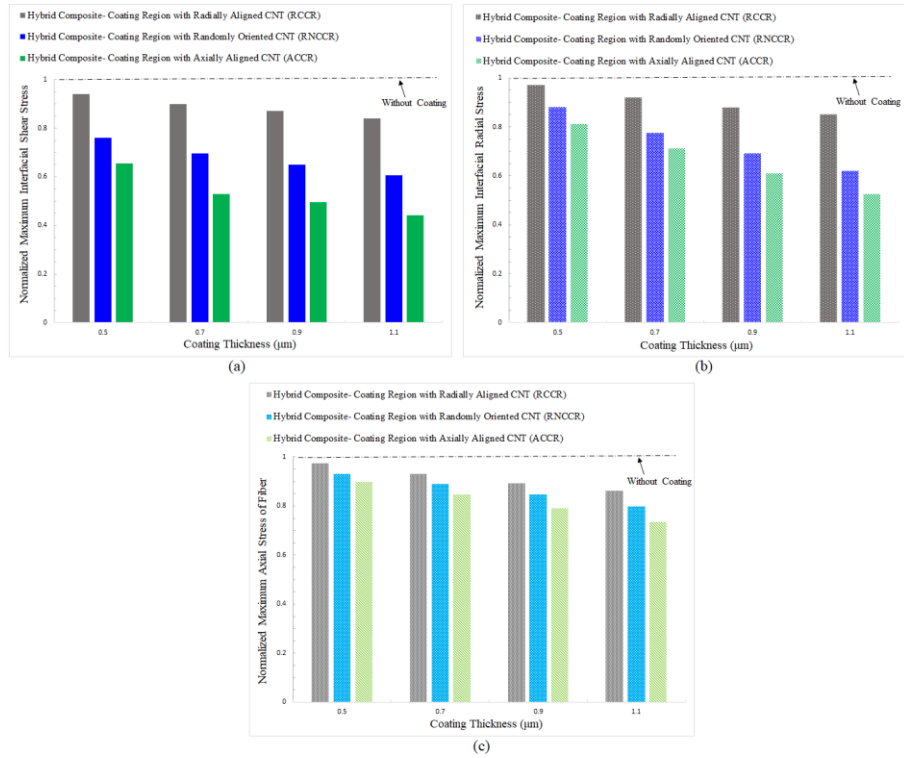 Hybrid Composite- Coating Region with Radially Aligned CNT (RCCR)
Hybrid Composite- Coating Region with Randomly Oriented CNT (RNCCR)
Hybrid Composite- Coating Region with Axially Aligned CNT (ACCR)
Normalized Maximum Interfacial Shear Stress
1
0.8
0.6
0.4
0.2
0
Without Coating
0.5 0.7 0.9 1.1
Coating Thickness (μm)
(a)
Hybrid Composite- Coating Region with Radially Aligned CNT (RCCR)
Hybrid Composite- Coating Region with Randomly Oriented CNT (RNCCR)
Hybrid Composite- Coating Region with Axially Aligned CNT (ACCR)
Normalized Maximum Interfacial Radial Stress
1
0.8
0.6
0.4
0.2
0
Without Coating
0.5 0.7 0.9 1.1
Coating Thickness (μm)
(b)
Hybrid Composite- Coating Region with Radially Aligned CNT (RCCR)
Hybrid Composite- Coating Region with Randomly Oriented CNT (RNCCR)
Hybrid Composite- Coating Region with Axially Aligned CNT (ACCR)
Normalized Maximum Axial Stress of Fiber
1
0.8
0.6
0.4
0.2
0
Without Coating
0.5 0.7 0.9 1.1
Coating Thickness (μm)
(c)